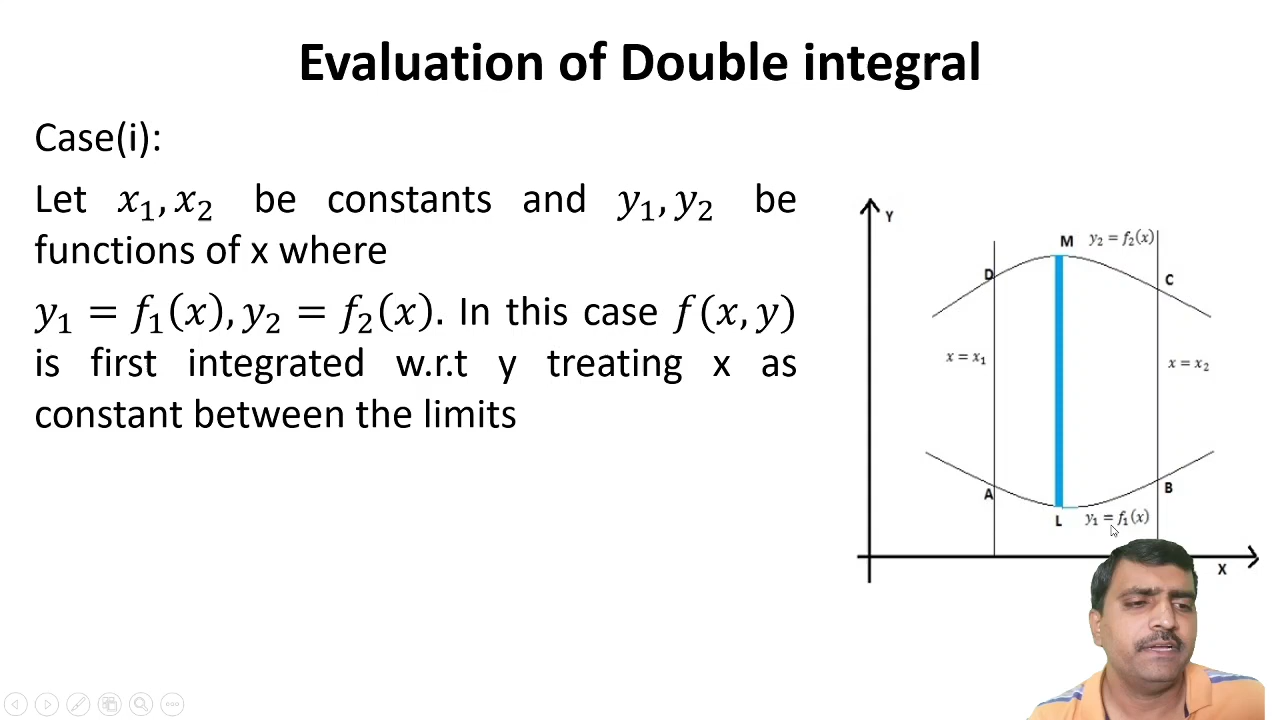 Evaluation of Double integral
Case(i):
Let x₁, x₂ be constants and y₁, y₂ be
functions of x where
y₁ = f₁(x), y₂ = f₂(x). In this case f(x, y)
is first integrated w.r.t y treating x as
constant between the limits
Y
M y₂ = f₂(x)
D
C
x = x₁
x = x₂
A
B
L y₁ = f₁(x)
X